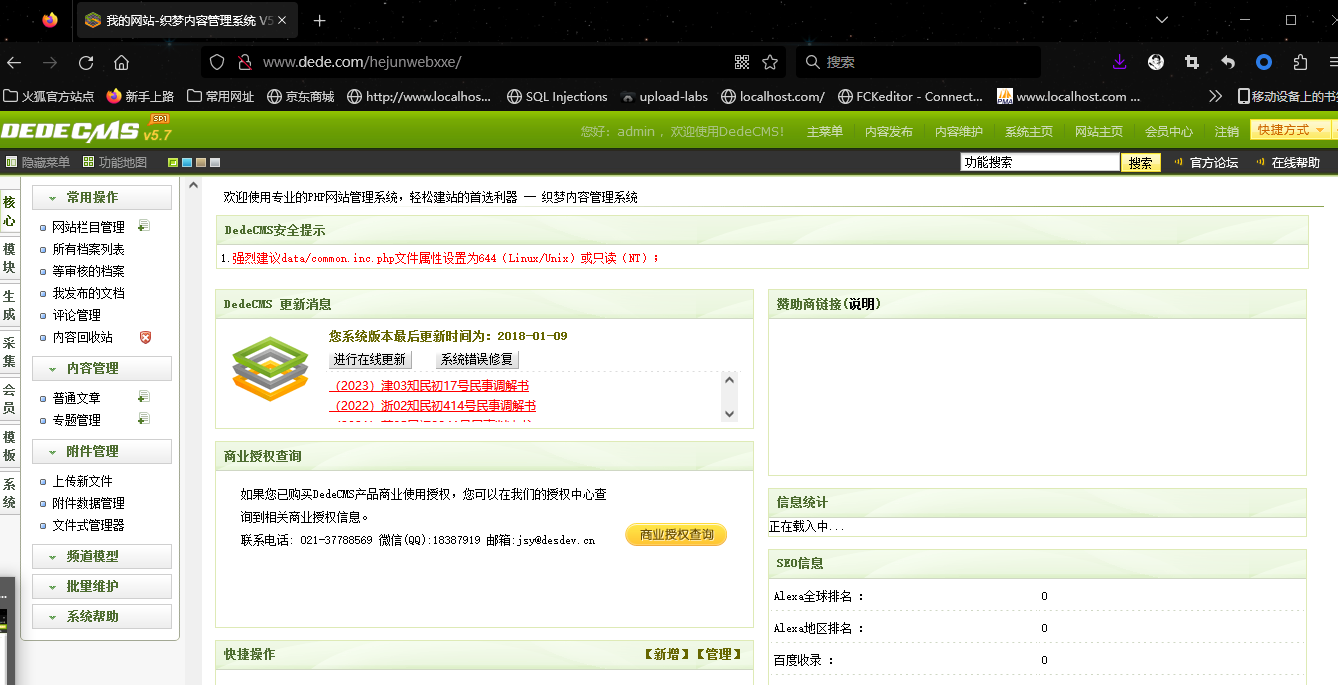 我的网站-织梦内容管理系统 V5
www.dede.com/hejunwebxxe/
搜索
火狐官方站点 新手上路 常用网址 京东商城 http://www.localhos... SQL Injections upload-labs localhost.com/ FCKeditor - Connect... www.localhost.com ... 移动设备上的书
DEDECMS v5.7 SP1
您好：admin ，欢迎使用DedeCMS！ 主菜单 内容发布 内容维护 系统主页 网站主页 会员中心 注销 快捷方式
隐藏菜单 功能地图
功能搜索 搜索 官方论坛 在线帮助
核心
模块
生成
采集
会员
模板
系统
常用操作
网站栏目管理
所有档案列表
等审核的档案
我发布的文档
评论管理
内容回收站
内容管理
普通文章
专题管理
附件管理
上传新文件
附件数据管理
文件式管理器
频道模型
批量维护
系统帮助
欢迎使用专业的PHP网站管理系统，轻松建站的首选利器 — 织梦内容管理系统
DedeCMS安全提示
1.强烈建议data/common.inc.php文件属性设置为644（Linux/Unix）或只读（NT）；
DedeCMS 更新消息
您系统版本最后更新时间为：2018-01-09
进行在线更新 系统错误修复
（2023）津03知民初17号民事调解书
（2022）浙02知民初414号民事调解书
商业授权查询
如果您已购买DedeCMS产品商业使用授权，您可以在我们的授权中心查
询到相关商业授权信息。
联系电话: 021-37788569 微信(QQ):18387919 邮箱:jsy@desdev.cn
商业授权查询
快捷操作 【新增】【管理】
赞助商链接(说明)
信息统计
正在载入中...
SEO信息
Alexa全球排名 ： 0
Alexa地区排名 ： 0
百度收录 ： 0